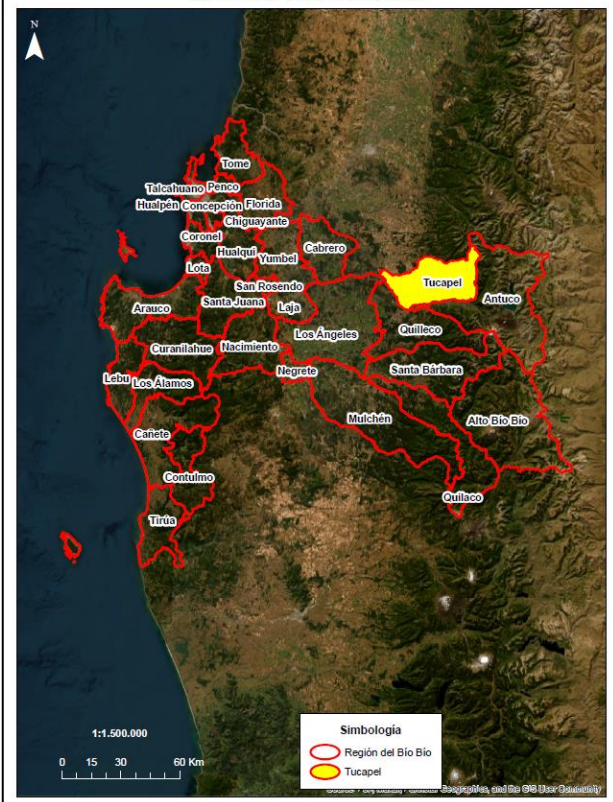 N
Tome
Talcahuano
Penco
Hualpén
Concepción
Florida
Chiguayante
Coronel
Cabrero
Hualqui
Yumbel
Lota
San Rosendo
Tucapel
Antuco
Arauco
Santa Juana
Laja
Los Ángeles
Quilleco
Curanilahue
Nacimiento
Santa Bárbara
Negrete
Lebu
Los Álamos
Mulchén
Alto Bío Bío
Cañete
Contulmo
Quilaco
Tirúa
1:1.500.000
0 15 30 60 Km
Simbología
Región del Bío Bío
Tucapel
Geographics, and the GIS User Community